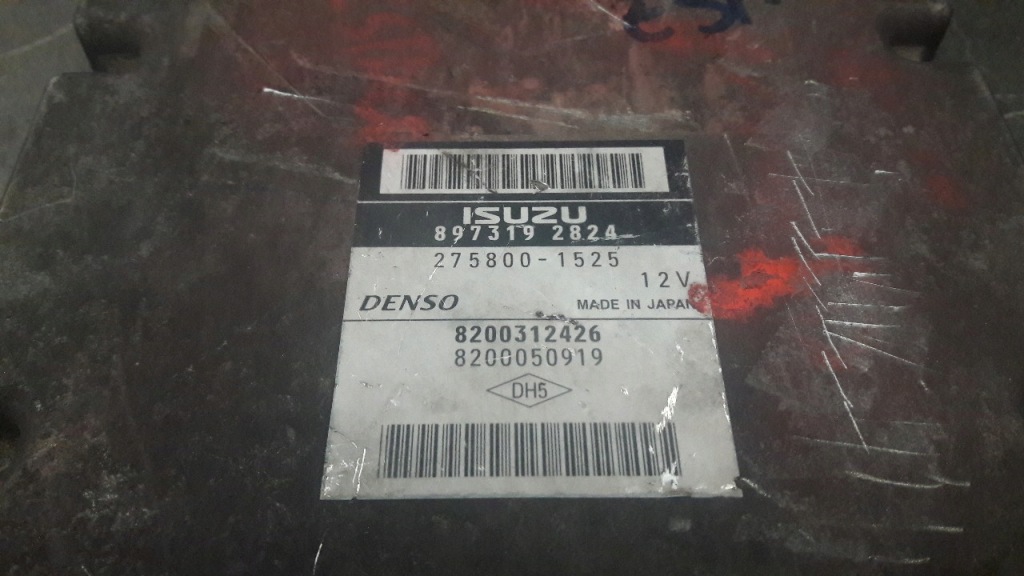 ISUZU
897319 2824
275800-1525
12V
DENSO MADE IN JAPAN
8200312426
8200050919
DH5